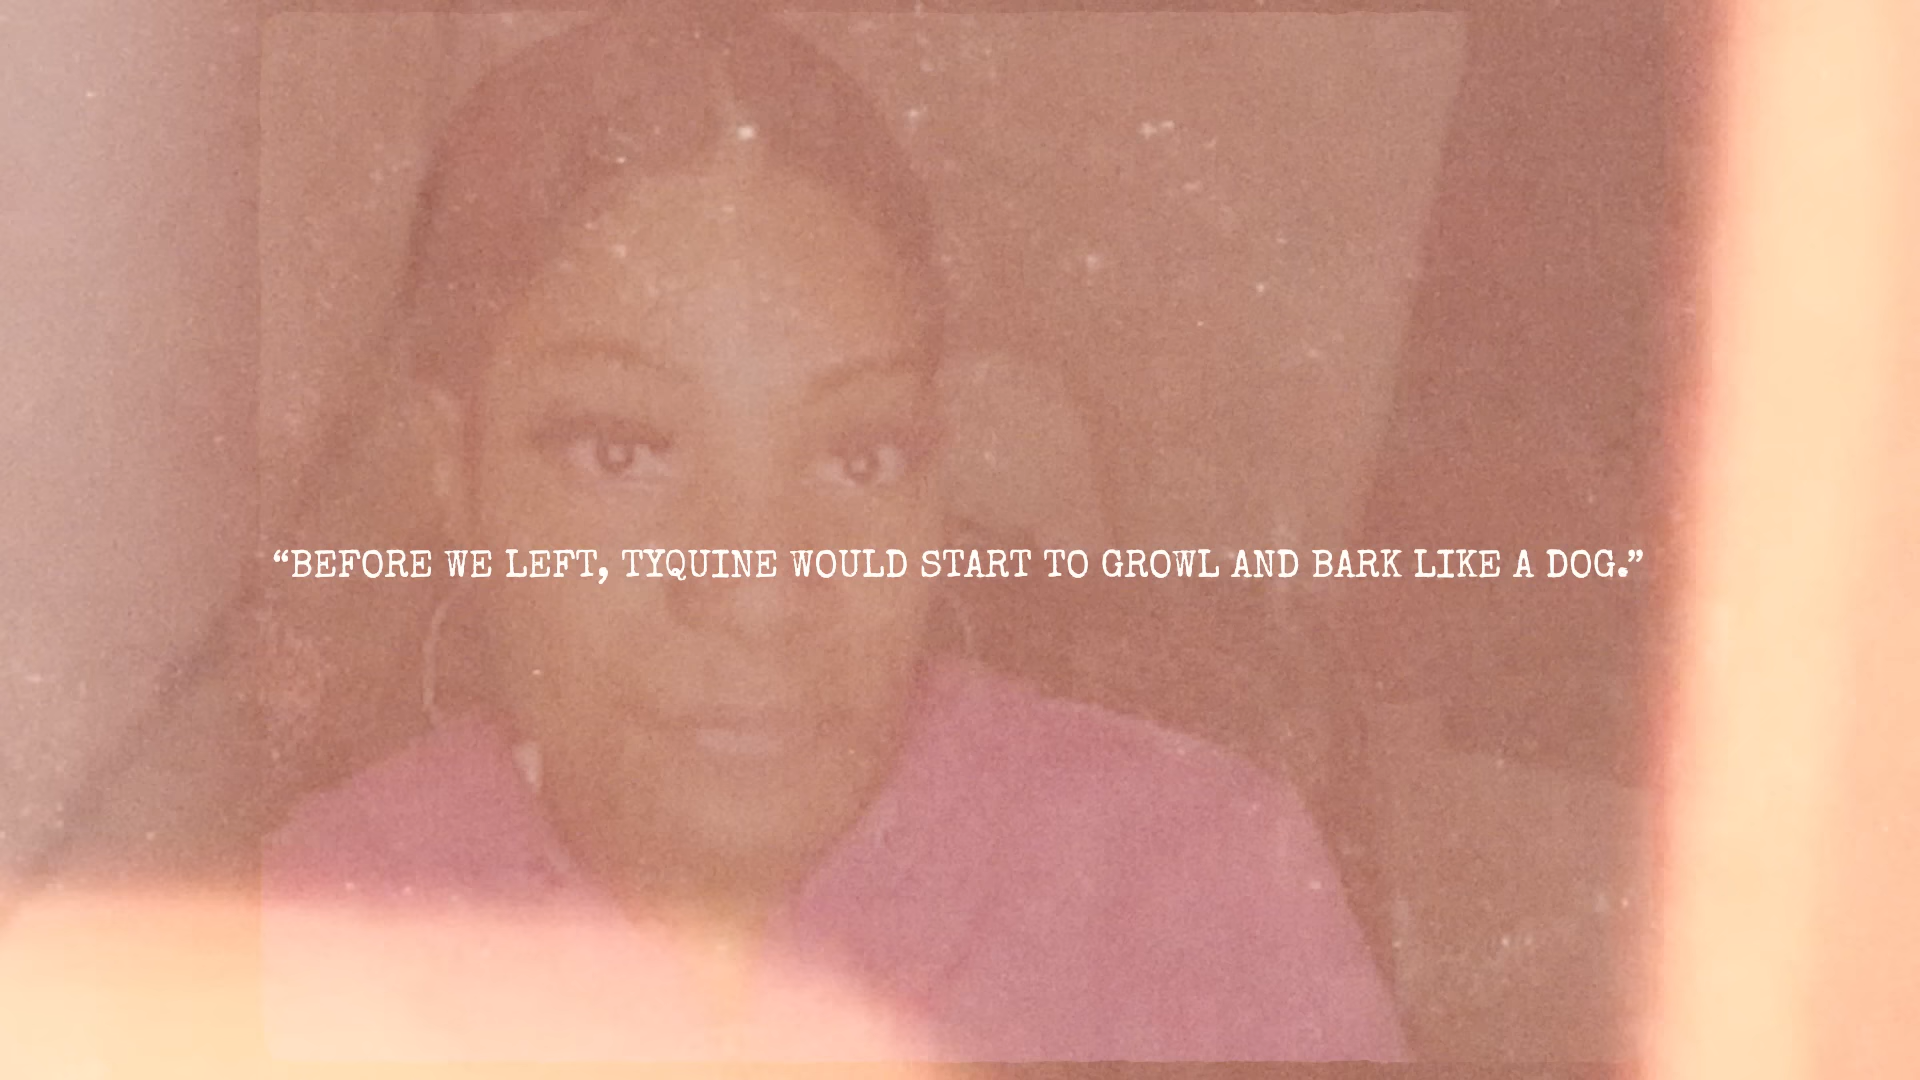 “BEFORE WE LEFT, TYQUINE WOULD START TO GROWL AND BARK LIKE A DOG.”